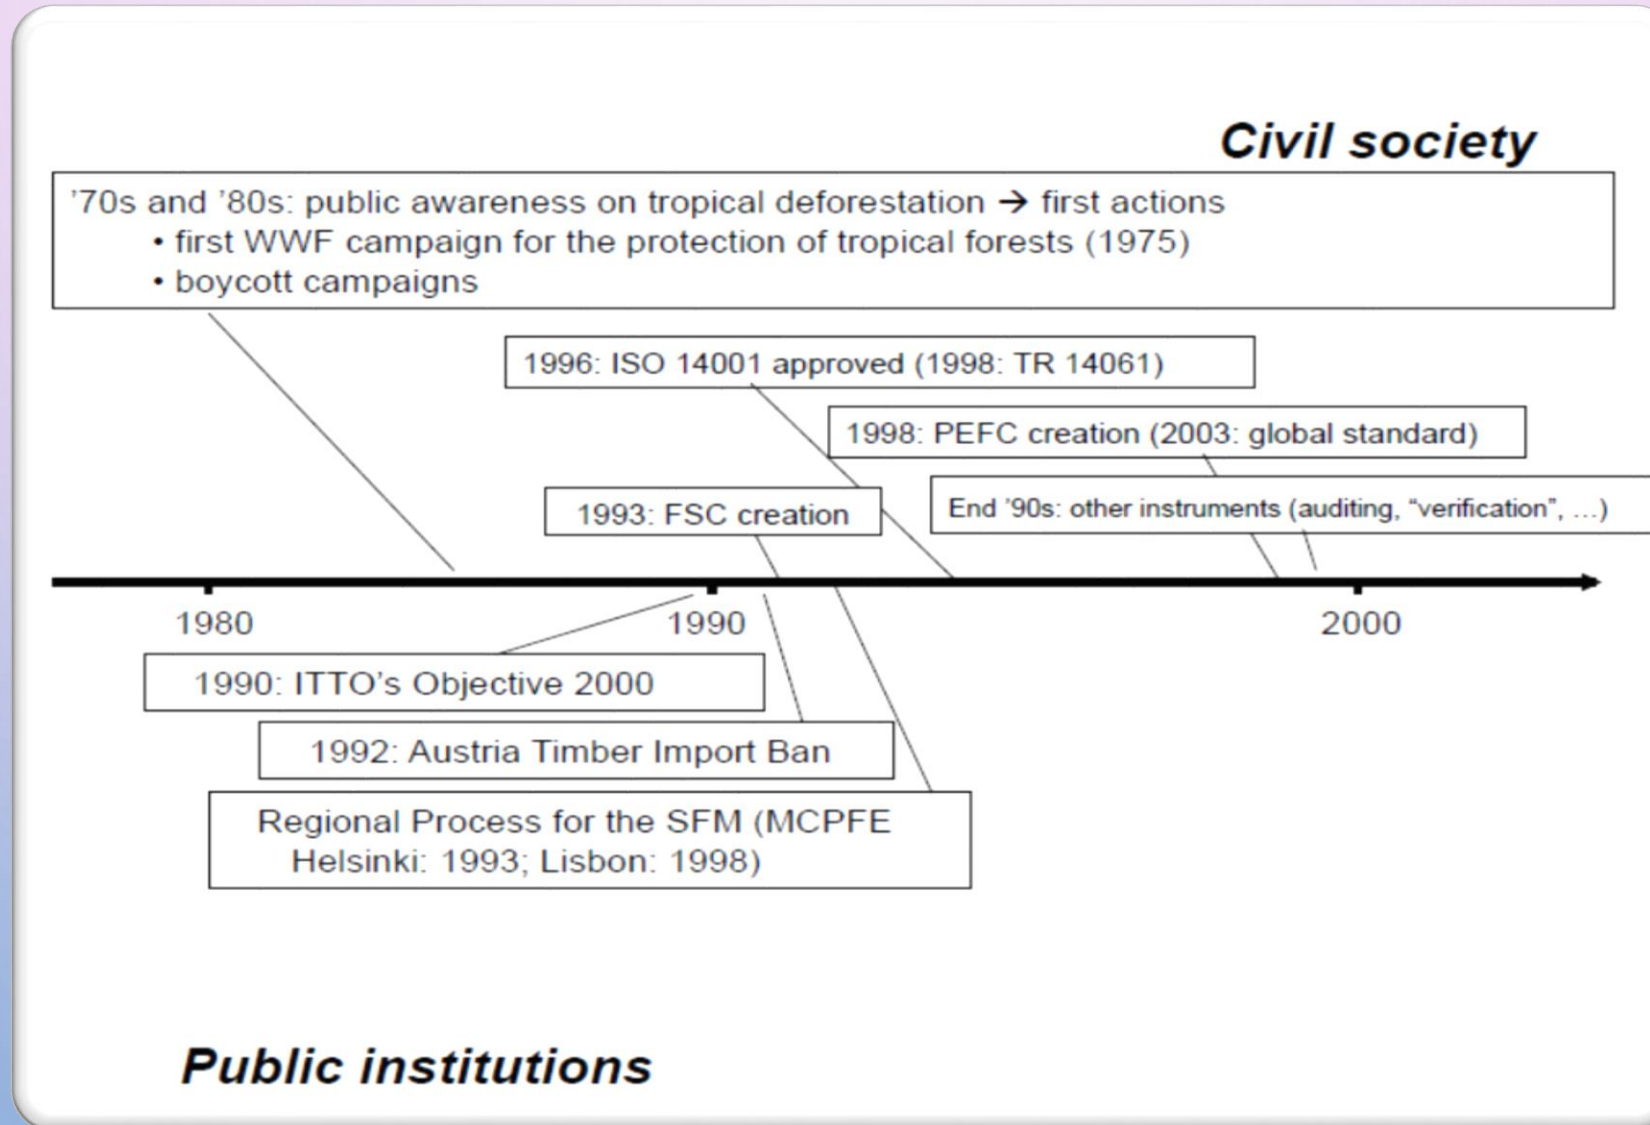 Civil society
’70s and ’80s: public awareness on tropical deforestation → first actions
• first WWF campaign for the protection of tropical forests (1975)
• boycott campaigns
1996: ISO 14001 approved (1998: TR 14061)
1998: PEFC creation (2003: global standard)
1993: FSC creation
End ’90s: other instruments (auditing, “verification”, …)
1980
1990
2000
1990: ITTO’s Objective 2000
1992: Austria Timber Import Ban
Regional Process for the SFM (MCPFE
Helsinki: 1993; Lisbon: 1998)
Public institutions